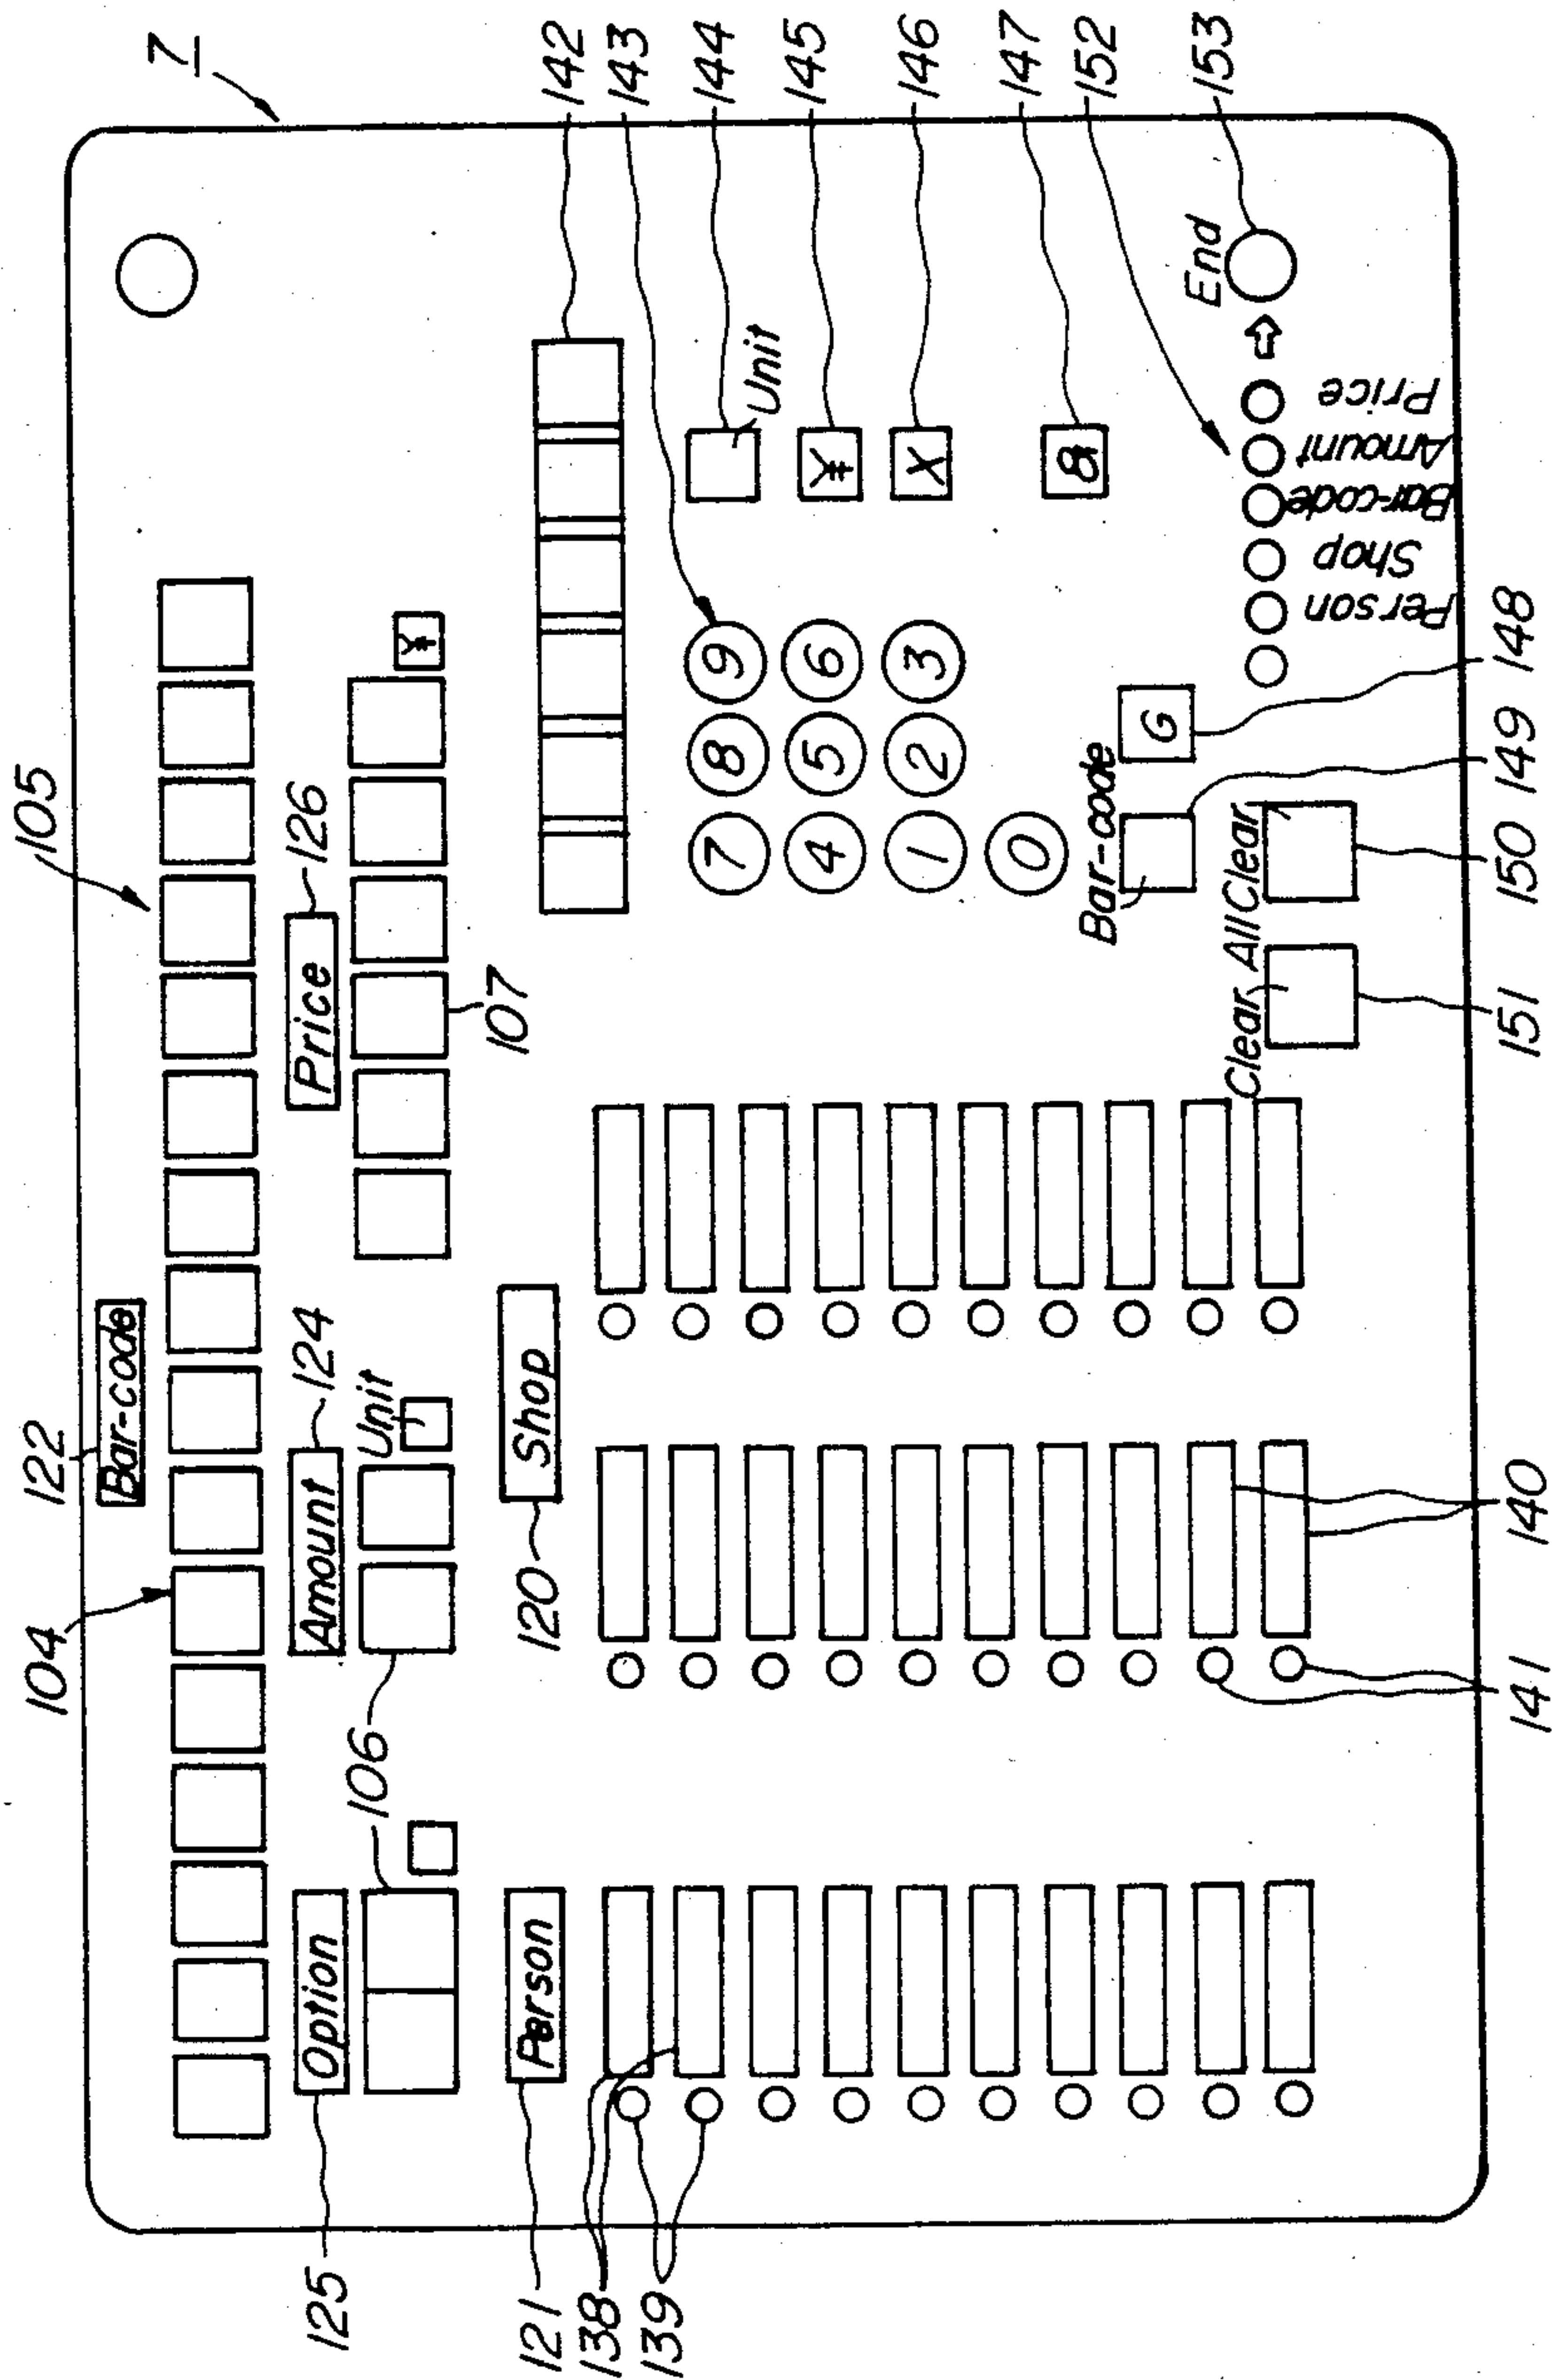 7
122
Bar-code
104
105
125
Option
Amount
124
Price
126
106
Unit
¥
107
121
Person
120
Shop
142
143
138
139
7 8 9
Unit
144
4 5 6
¥
145
1 2 3
X
146
0
&
147
Bar-code
G
152
Clear
All Clear
End
153
Person
Shop
Bar-code
Amount
Price
141
140
151
150
149
148